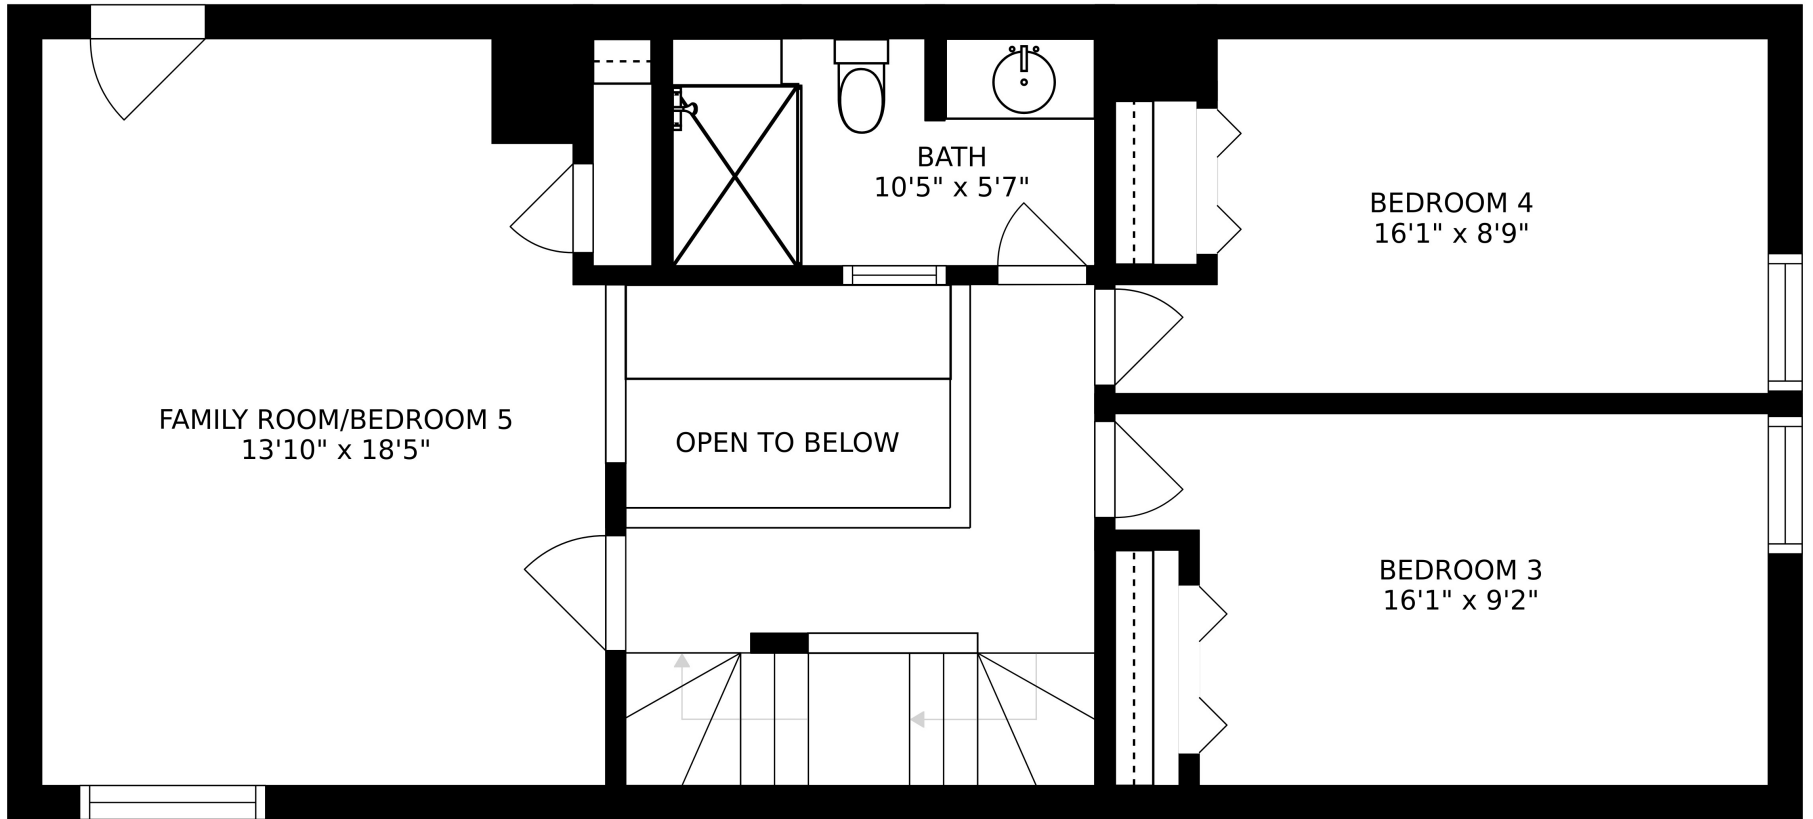 BATH
10'5" x 5'7"
BEDROOM 4
16'1" x 8'9"
FAMILY ROOM/BEDROOM 5
13'10" x 18'5"
OPEN TO BELOW
BEDROOM 3
16'1" x 9'2"